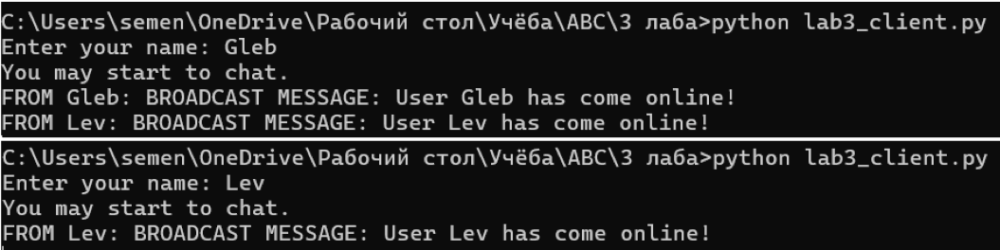 C:\Users\semen\OneDrive\Рабочий стол\Учёба\АВС\3 лаба>python lab3_client.py
Enter your name: Gleb
You may start to chat.
FROM Gleb: BROADCAST MESSAGE: User Gleb has come online!
FROM Lev: BROADCAST MESSAGE: User Lev has come online!
C:\Users\semen\OneDrive\Рабочий стол\Учёба\АВС\3 лаба>python lab3_client.py
Enter your name: Lev
You may start to chat.
FROM Lev: BROADCAST MESSAGE: User Lev has come online!